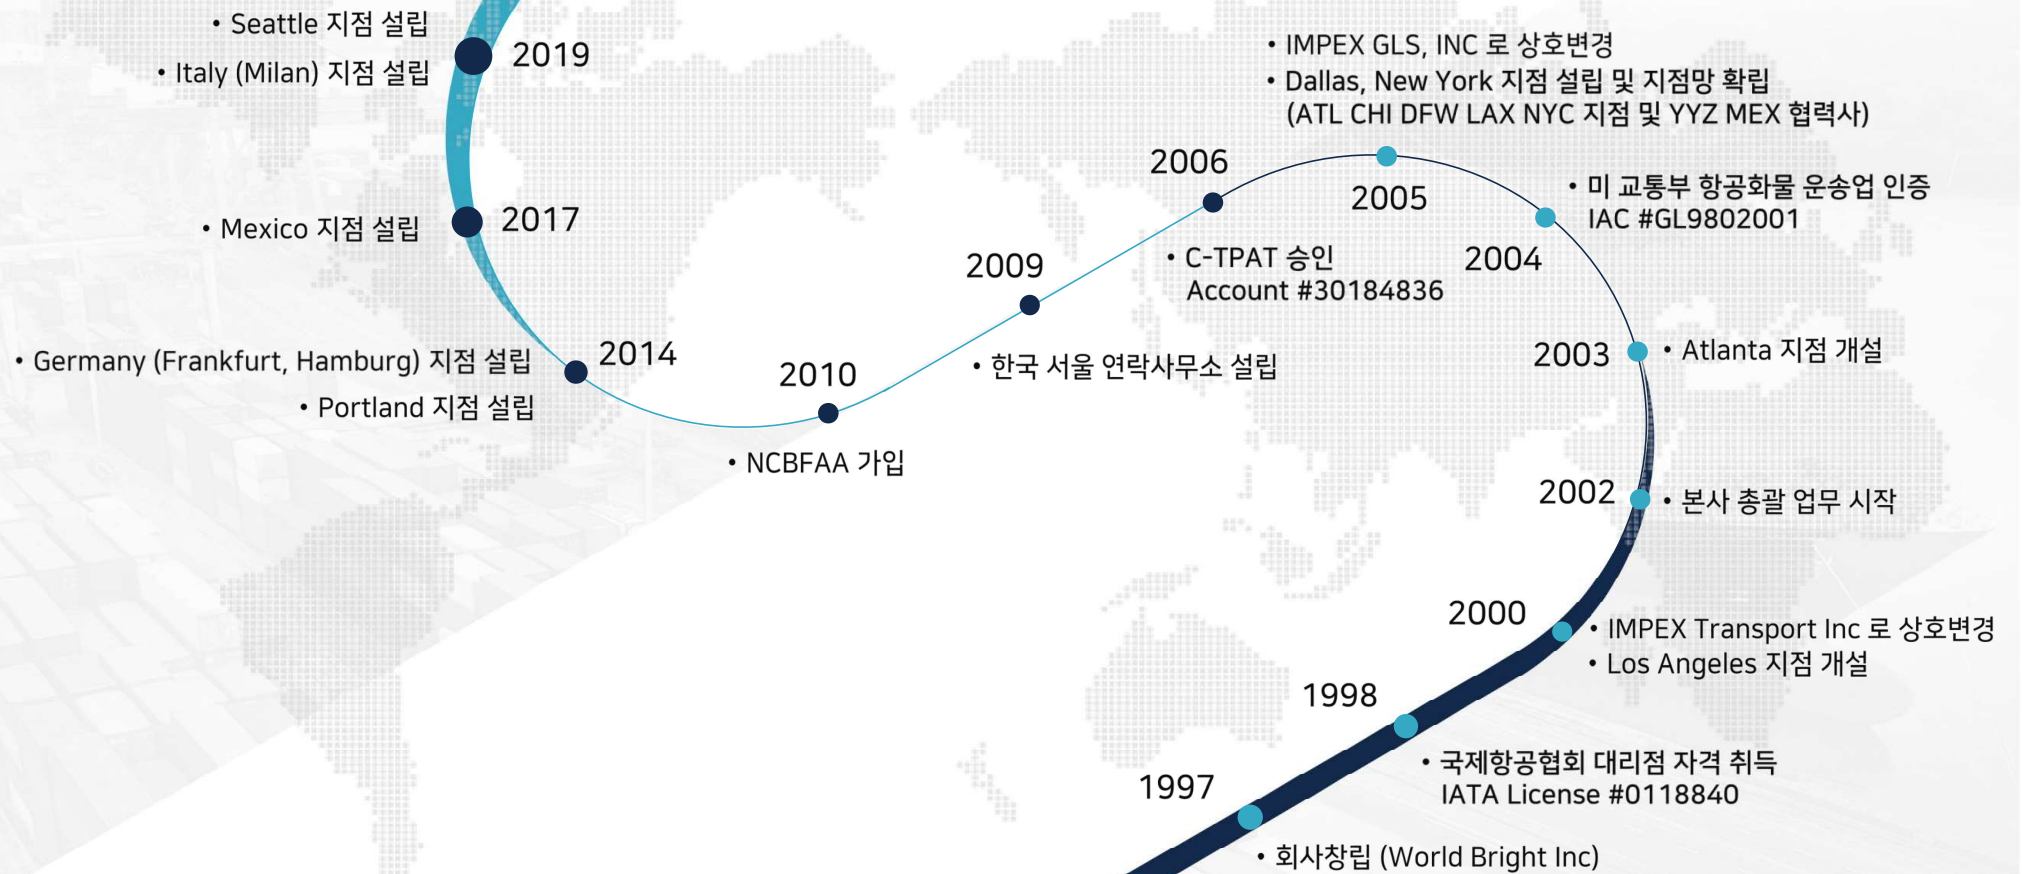 • Seattle 지점 설립
• Italy (Milan) 지점 설립
2019
• Mexico 지점 설립
2017
• Germany (Frankfurt, Hamburg) 지점 설립
• Portland 지점 설립
2014
2010
• NCBFAA 가입
2009
• 한국 서울 연락사무소 설립
2006
• C-TPAT 승인
Account #30184836
• IMPEX GLS, INC 로 상호변경
• Dallas, New York 지점 설립 및 지점망 확립
(ATL CHI DFW LAX NYC 지점 및 YYZ MEX 협력사)
2005
• 미 교통부 항공화물 운송업 인증
IAC #GL9802001
2004
2003
• Atlanta 지점 개설
2002
• 본사 총괄 업무 시작
2000
• IMPEX Transport Inc 로 상호변경
• Los Angeles 지점 개설
1998
• 국제항공협회 대리점 자격 취득
IATA License #0118840
1997
• 회사창립 (World Bright Inc)